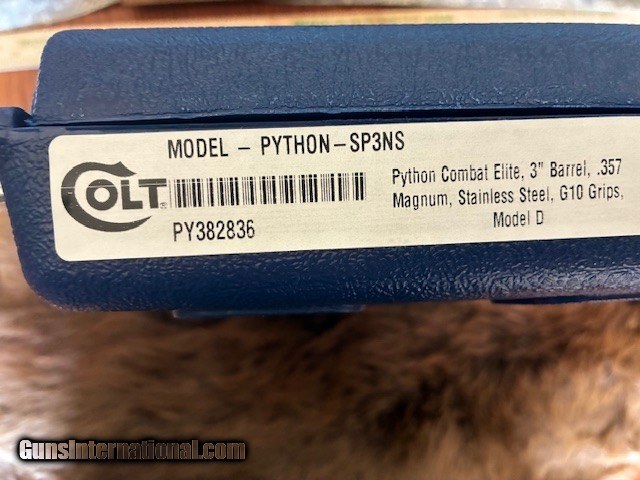 MODEL - PYTHON-SP3NS
COLT
PY382836
Python Combat Elite, 3" Barrel, .357
Magnum, Stainless Steel, G10 Grips,
Model D
GunsInternational.com